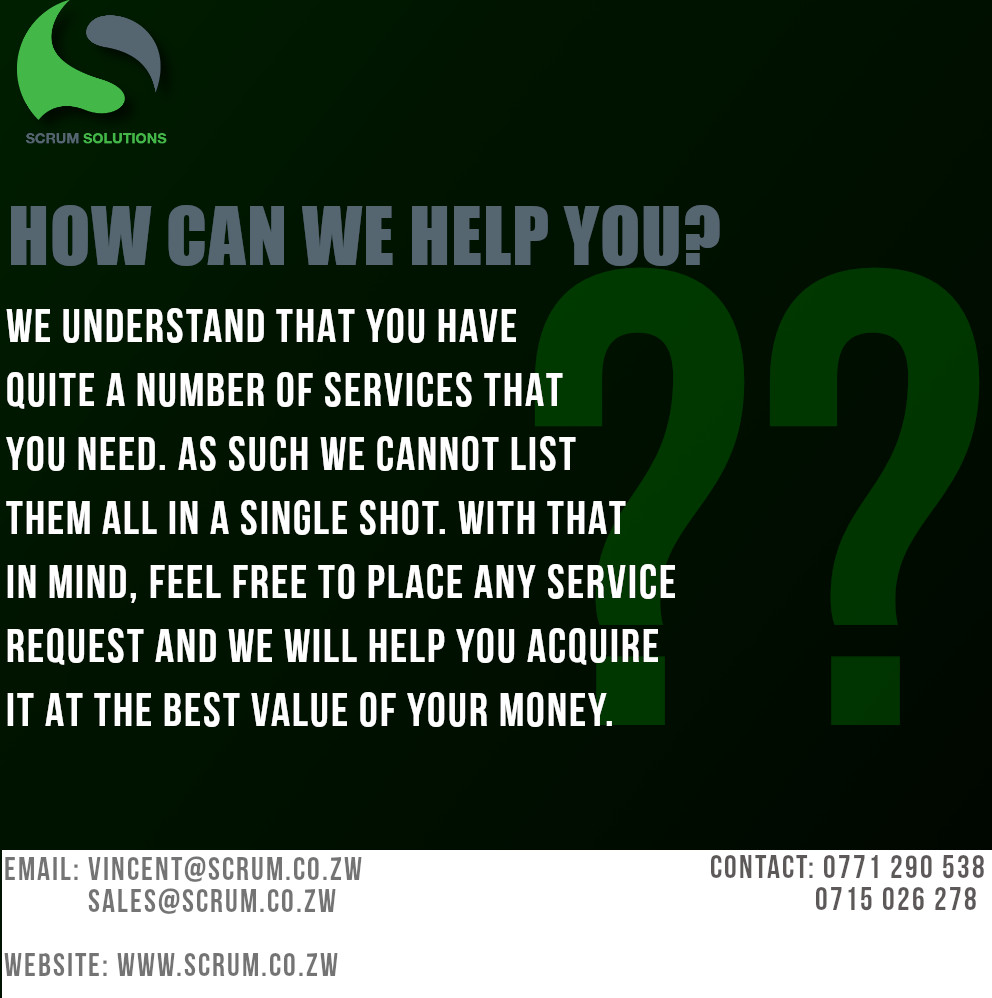 SCRUM SOLUTIONS
HOW CAN WE HELP YOU?
WE UNDERSTAND THAT YOU HAVE
QUITE A NUMBER OF SERVICES THAT
YOU NEED. AS SUCH WE CANNOT LIST
THEM ALL IN A SINGLE SHOT. WITH THAT
IN MIND, FEEL FREE TO PLACE ANY SERVICE
REQUEST AND WE WILL HELP YOU ACQUIRE
IT AT THE BEST VALUE OF YOUR MONEY.
??
EMAIL: VINCENT@SCRUM.CO.ZW
SALES@SCRUM.CO.ZW
WEBSITE: WWW.SCRUM.CO.ZW
CONTACT: 0771 290 538
0715 026 278